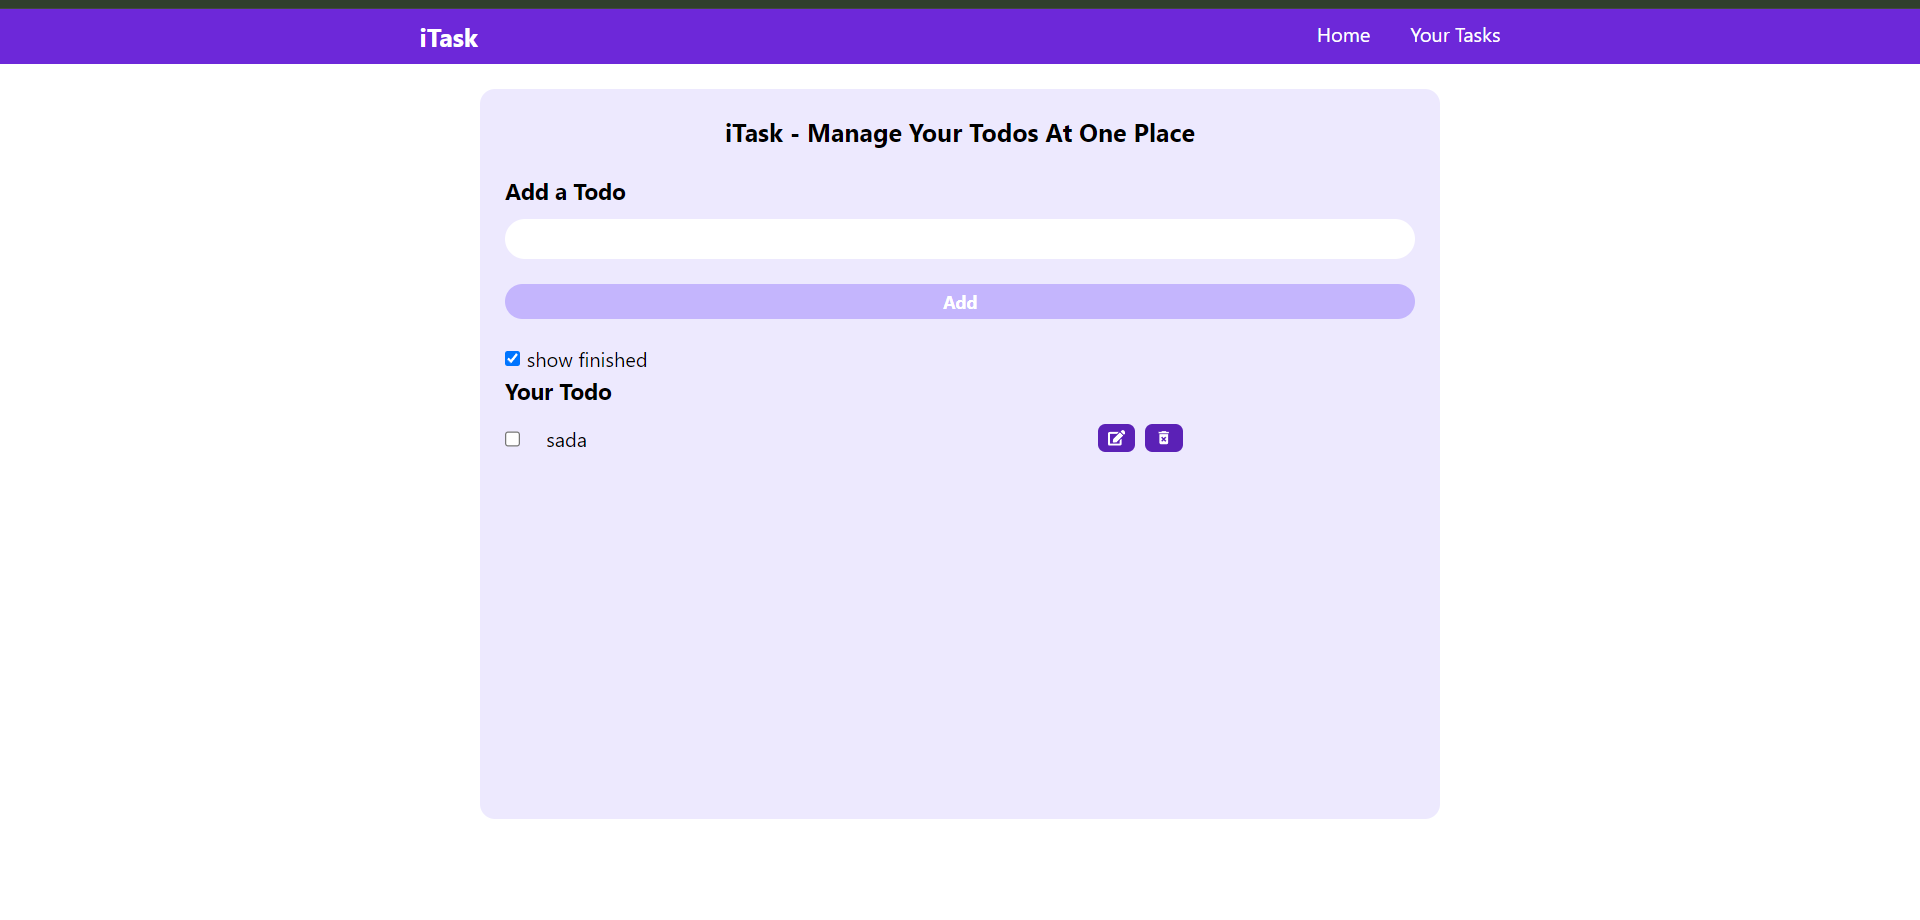 iTask
Home
Your Tasks
iTask - Manage Your Todos At One Place
Add a Todo
Add
show finished
Your Todo
sada